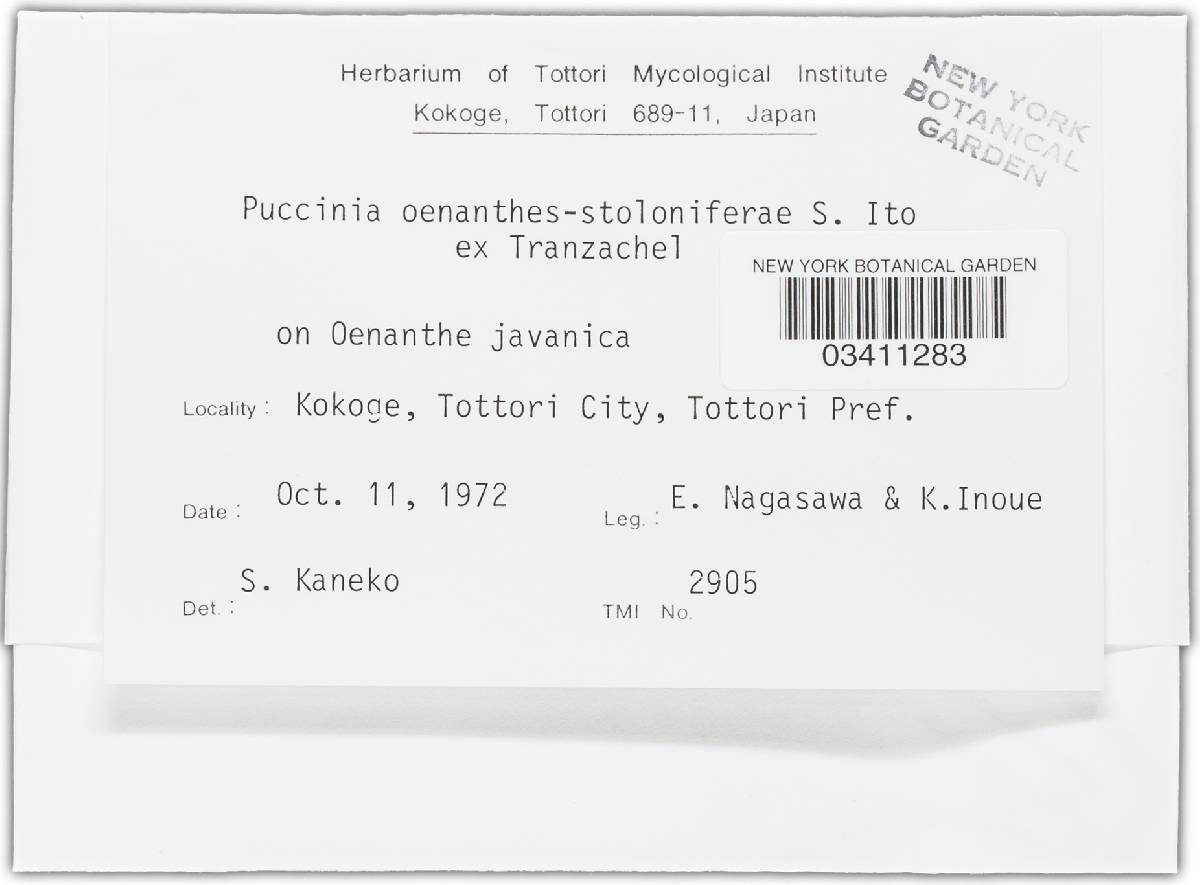 Herbarium of Tottori Mycological Institute
Kokoge, Tottori 689-11, Japan
NEW YORK
BOTANICAL
GARDEN
Puccinia oenanthes-stoloniferae S. Ito
ex Tranzachel
NEW YORK BOTANICAL GARDEN
03411283
on Oenanthe javanica
Locality: Kokoge, Tottori City, Tottori Pref.
Date: Oct. 11, 1972 Leg.: E. Nagasawa & K.Inoue
Det.: S. Kaneko TMI No. 2905